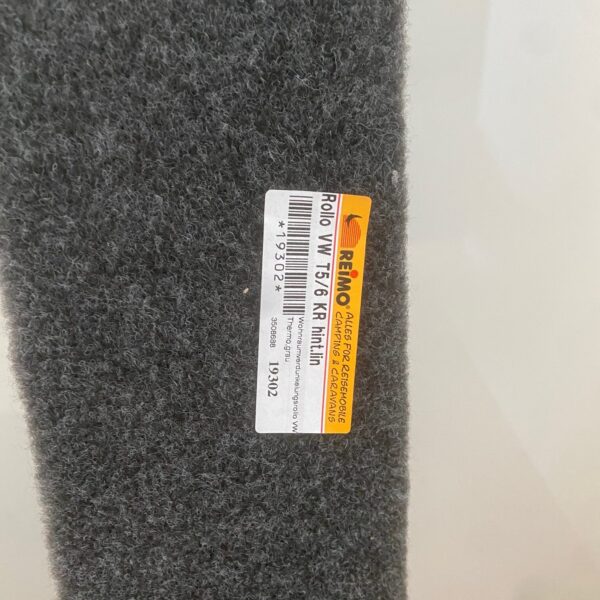 REIMO®
ALLES FÜR REISEMOBILE
CAMPING & CARAVANS
Rollo VW T5/6 KR hint.lin
*19302*
Wohnraumverdunkelungsrollo VW
Thermo,grau
3508688
19302